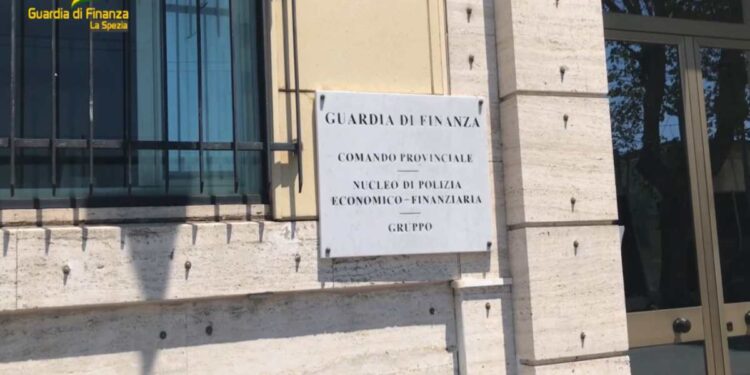 Guardia di Finanza
La Spezia
GUARDIA DI FINANZA
COMANDO PROVINCIALE
NUCLEO DI POLIZIA
ECONOMICO-FINANZIARIA
GRUPPO